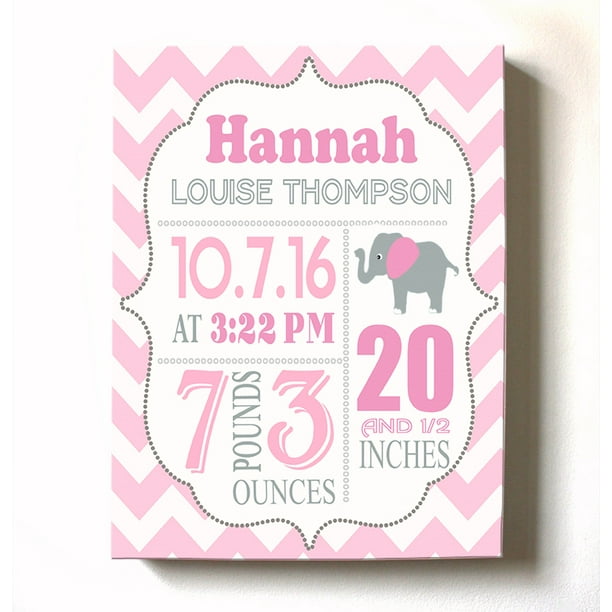 Hannah
LOUISE THOMPSON
10.7.16
AT 3:22 PM
7 POUNDS 3
OUNCES
20
AND 1/2
INCHES